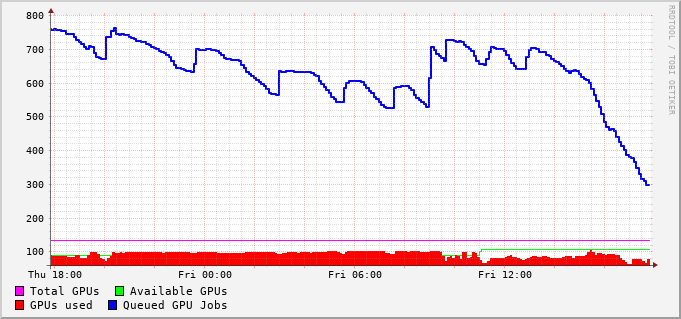 800
700
600
500
400
300
200
100
Thu 18:00 Fri 00:00 Fri 06:00 Fri 12:00
Total GPUs Available GPUs
GPUs used Queued GPU Jobs
RRDTOOL / TOBI OETIKER